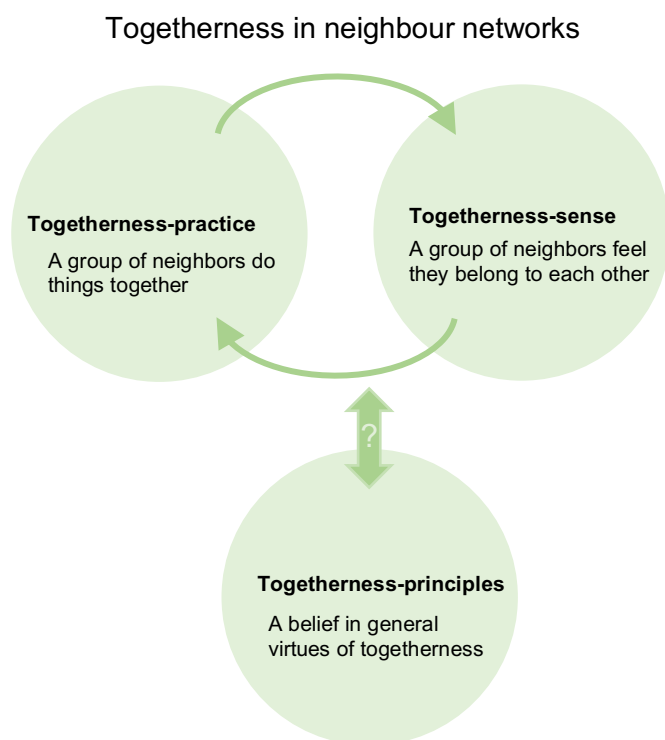 Togetherness in neighbour networks
Togetherness-practice
A group of neighbors do
things together
Togetherness-sense
A group of neighbors feel
they belong to each other
?
Togetherness-principles
A belief in general
virtues of togetherness